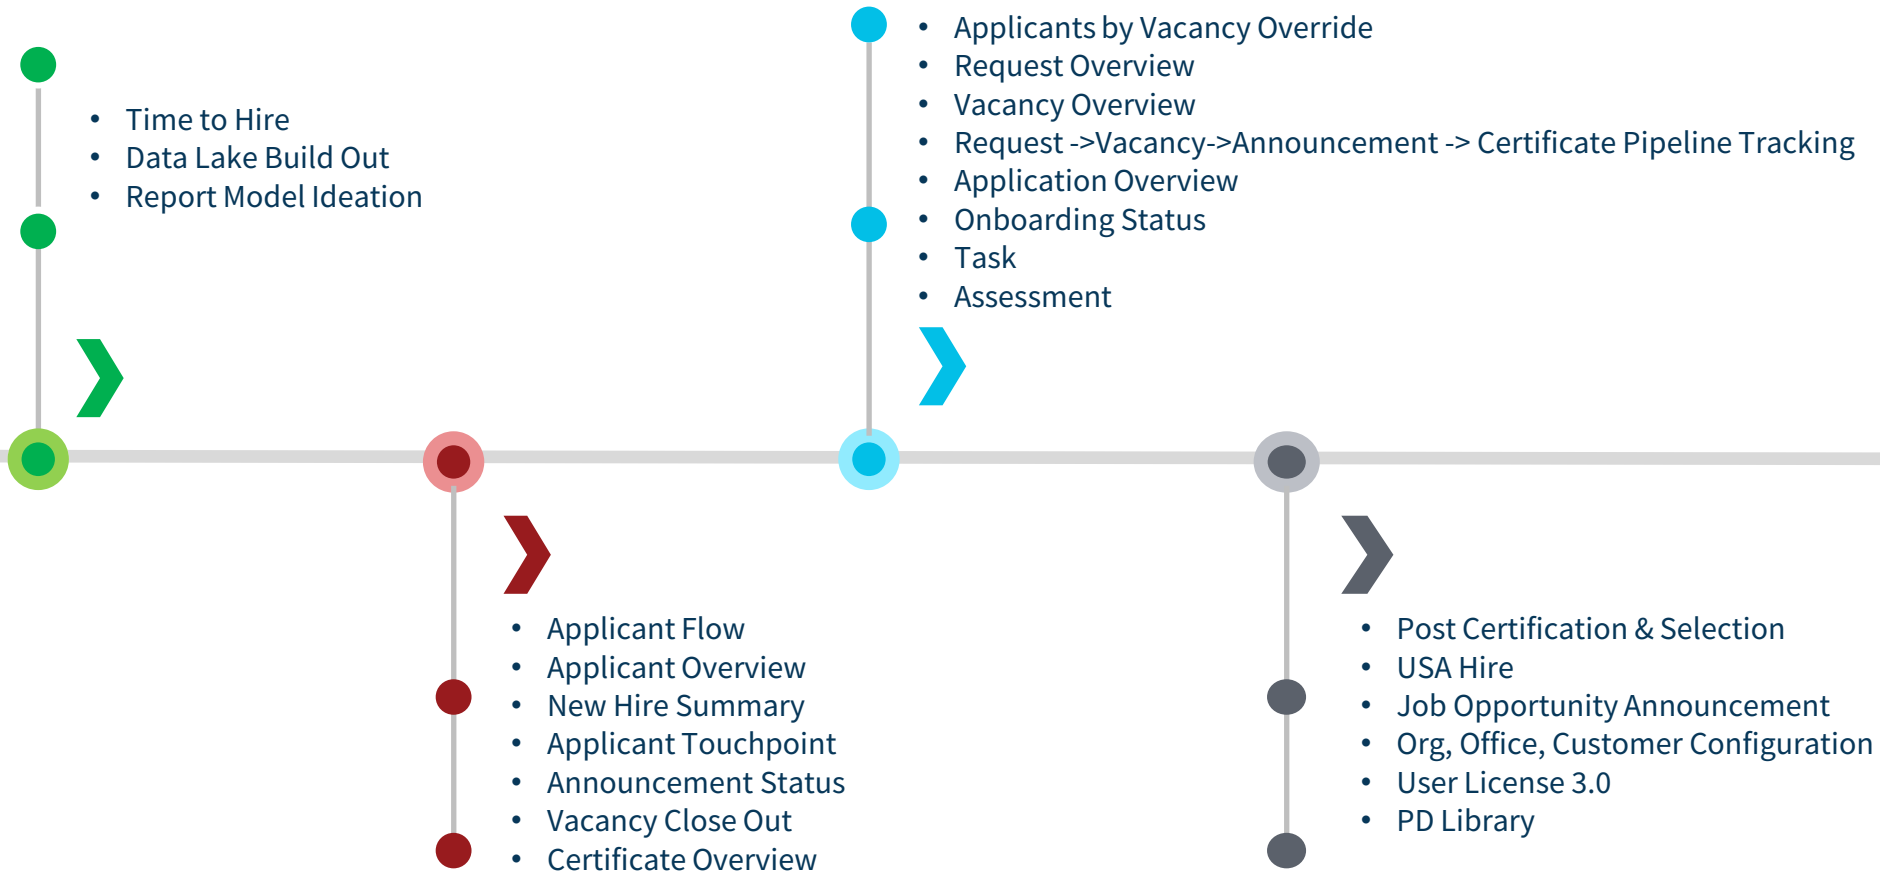 • Time to Hire
• Data Lake Build Out
• Report Model Ideation
• Applicant Flow
• Applicant Overview
• New Hire Summary
• Applicant Touchpoint
• Announcement Status
• Vacancy Close Out
• Certificate Overview
• Applicants by Vacancy Override
• Request Overview
• Vacancy Overview
• Request ->Vacancy->Announcement -> Certificate Pipeline Tracking
• Application Overview
• Onboarding Status
• Task
• Assessment
• Post Certification & Selection
• USA Hire
• Job Opportunity Announcement
• Org, Office, Customer Configuration
• User License 3.0
• PD Library